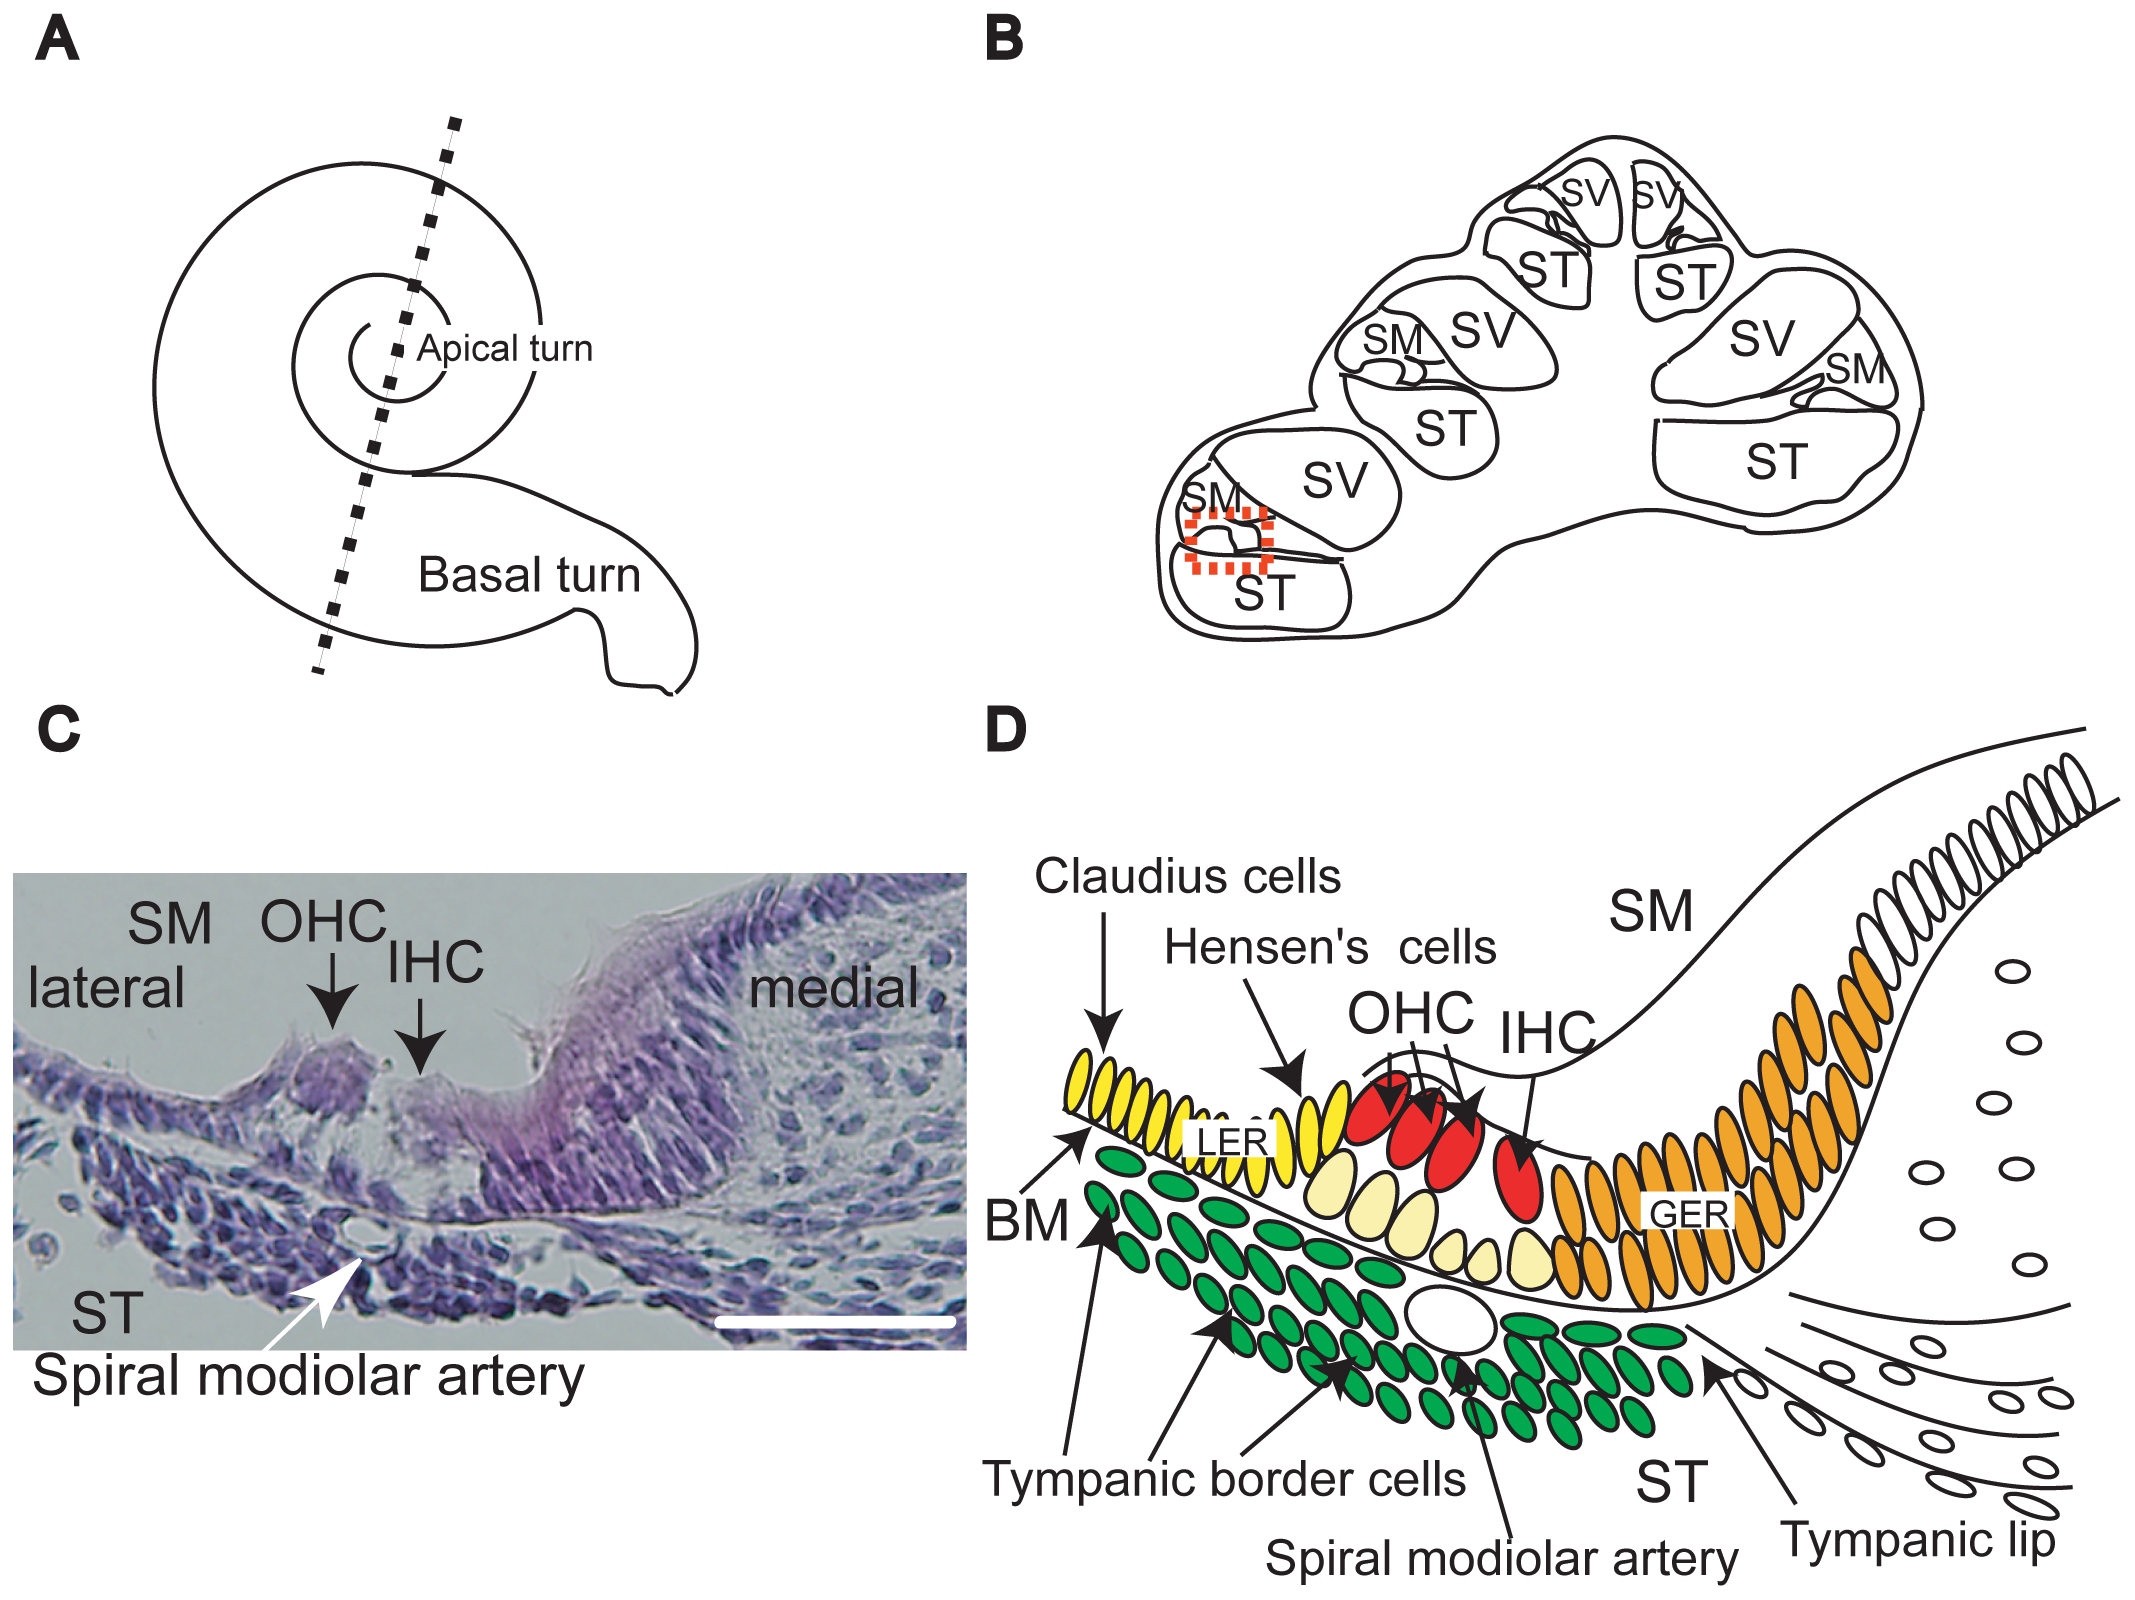 A
Apical turn
Basal turn
B
SV
SV
ST
ST
SM
SV
SV
SM
ST
ST
SV
SM
ST
C
SM
OHC
IHC
lateral
medial
ST
Spiral modiolar artery
D
Claudius cells
SM
Hensen's cells
OHC
IHC
LER
BM
GER
Tympanic border cells
ST
Spiral modiolar artery
Tympanic lip